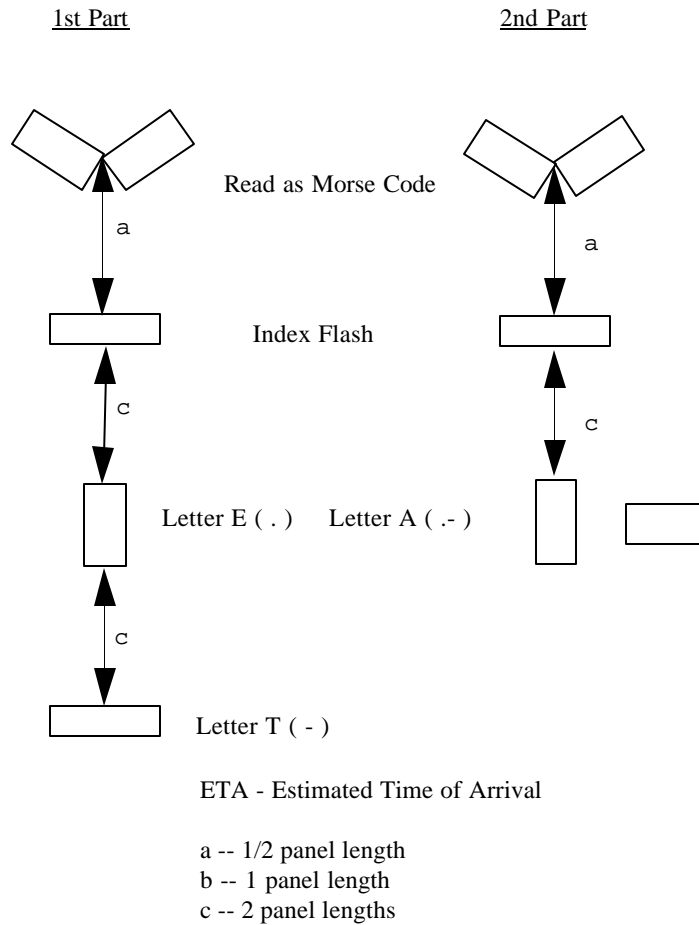 1st Part 2nd Part
Read as Morse Code
a a
Index Flash
c c
Letter E ( . ) Letter A ( .- )
c
Letter T ( - )
ETA - Estimated Time of Arrival
a -- 1/2 panel length
b -- 1 panel length
c -- 2 panel lengths